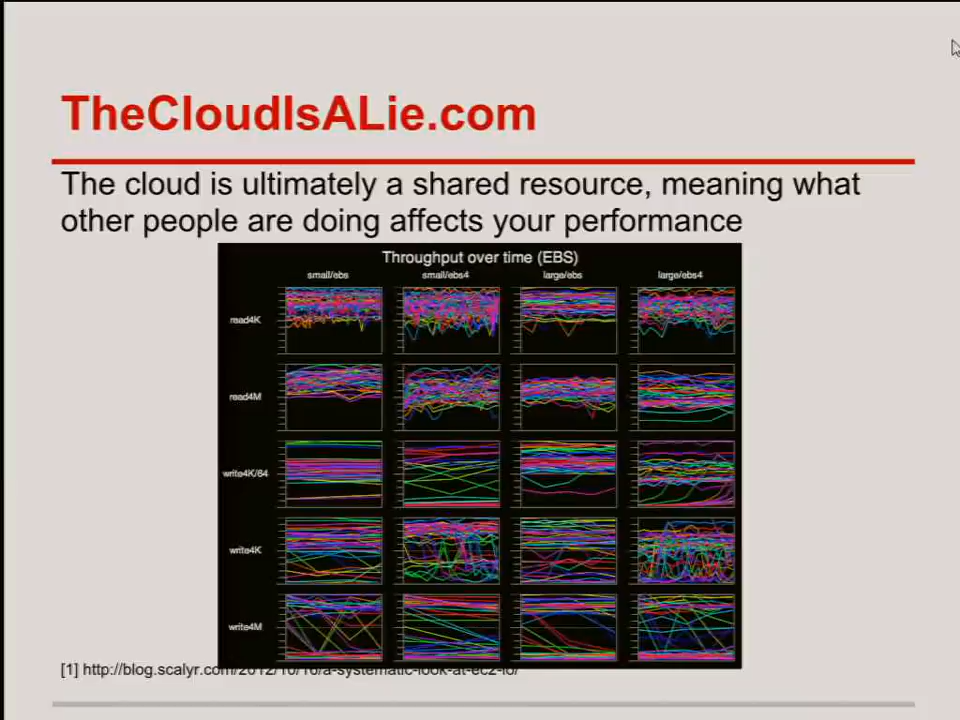 TheCloudIsALie.com
The cloud is ultimately a shared resource, meaning what
other people are doing affects your performance
Throughput over time (EBS)
small/ebs small/ebs4 large/ebs large/ebs4
read4K
read4M
write4K/64
write4K
write4M
[1] http://blog.scalyr.com/2012/10/16/a-systematic-look-at-ec2-io/